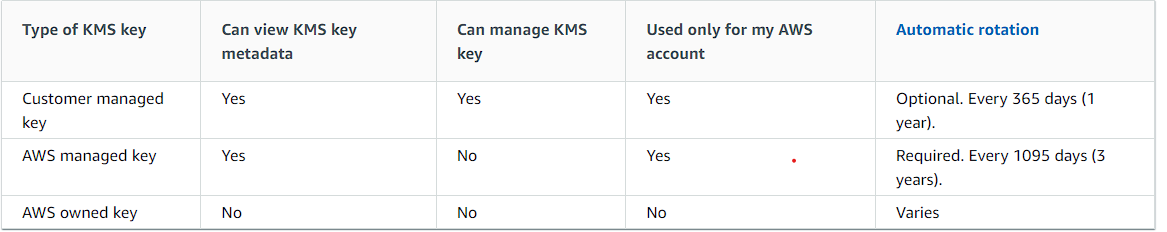 Type of KMS key Can view KMS key metadata Can manage KMS key Used only for my AWS account Automatic rotation
Customer managed key Yes Yes Yes Optional. Every 365 days (1 year).
AWS managed key Yes No Yes Required. Every 1095 days (3 years).
AWS owned key No No No Varies